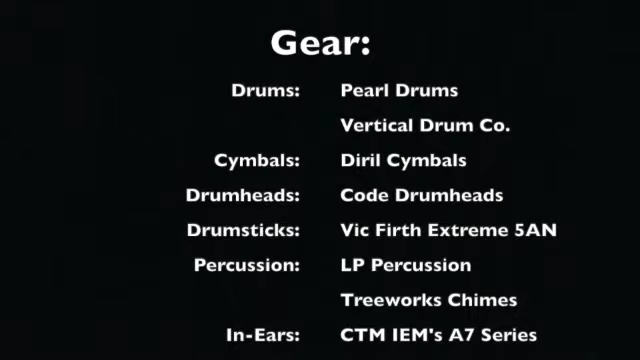 Gear:
Drums: Pearl Drums
Vertical Drum Co.
Cymbals: Diril Cymbals
Drumheads: Code Drumheads
Drumsticks: Vic Firth Extreme 5AN
Percussion: LP Percussion
Treeworks Chimes
In-Ears: CTM IEM's A7 Series